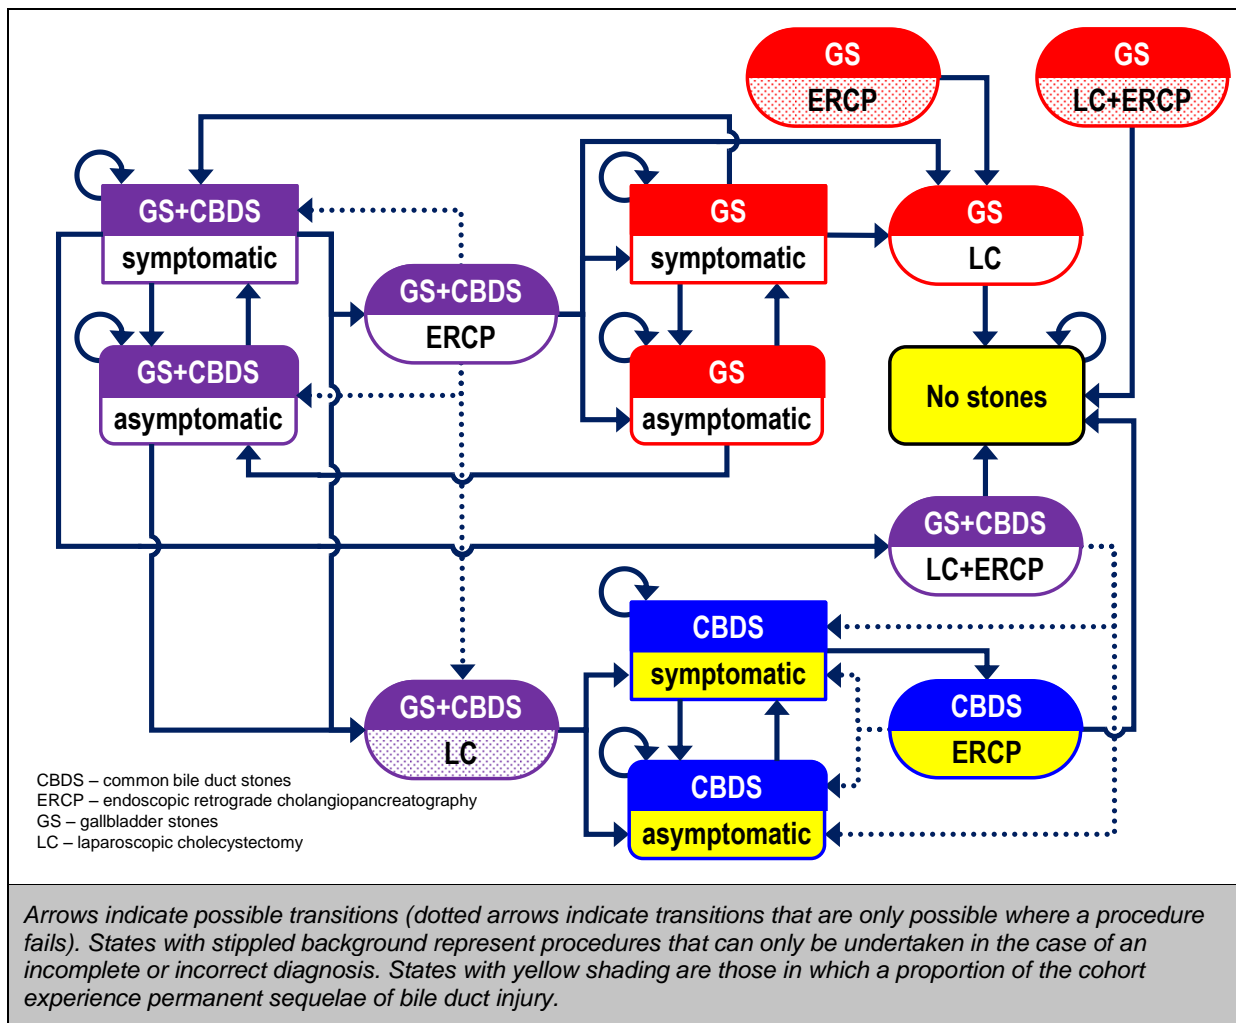 GS
ERCP
GS
LC+ERCP
GS+CBDS
symptomatic
GS
symptomatic
GS
LC
GS+CBDS
ERCP
GS+CBDS
asymptomatic
GS
asymptomatic
No stones
GS+CBDS
LC+ERCP
CBDS
symptomatic
GS+CBDS
LC
CBDS
ERCP
CBDS
asymptomatic
CBDS – common bile duct stones
ERCP – endoscopic retrograde cholangiopancreatography
GS – gallbladder stones
LC – laparoscopic cholecystectomy
Arrows indicate possible transitions (dotted arrows indicate transitions that are only possible where a procedure
fails). States with stippled background represent procedures that can only be undertaken in the case of an
incomplete or incorrect diagnosis. States with yellow shading are those in which a proportion of the cohort
experience permanent sequelae of bile duct injury.